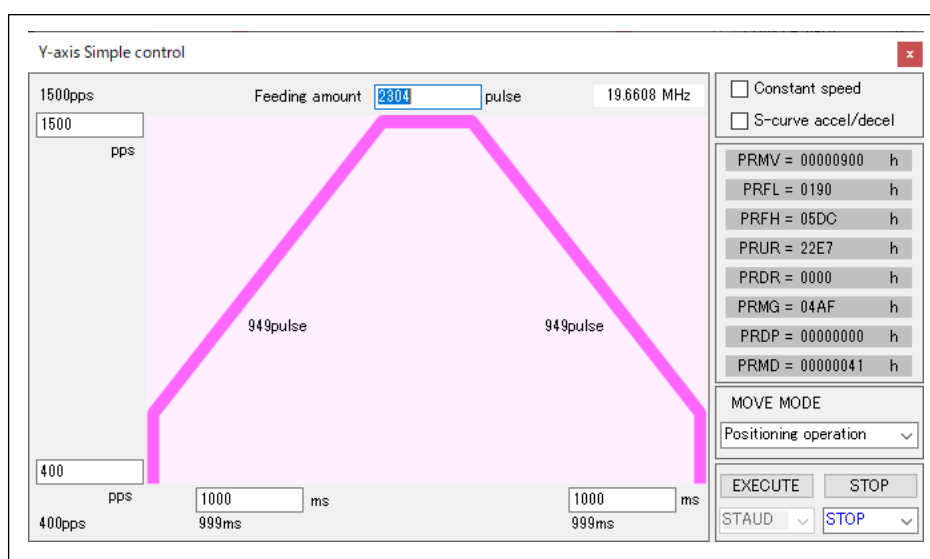 Y-axis Simple control
x
1500pps
Feeding amount 2304 pulse
19.6608 MHz
1500
pps
949pulse
949pulse
400
pps
400pps
1000 ms
999ms
1000 ms
999ms
Constant speed
S-curve accel/decel
PRMV = 00000900 h
PRFL = 0190 h
PRFH = 05DC h
PRUR = 22E7 h
PRDR = 0000 h
PRMG = 04AF h
PRDP = 00000000 h
PRMD = 00000041 h
MOVE MODE
Positioning operation
EXECUTE STOP
STAUD STOP